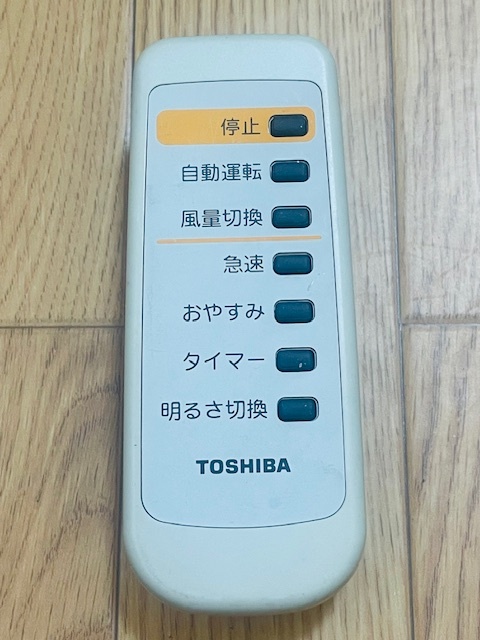 停止
自動運転
風量切換
急速
おやすみ
タイマー
明るさ切換
TOSHIBA